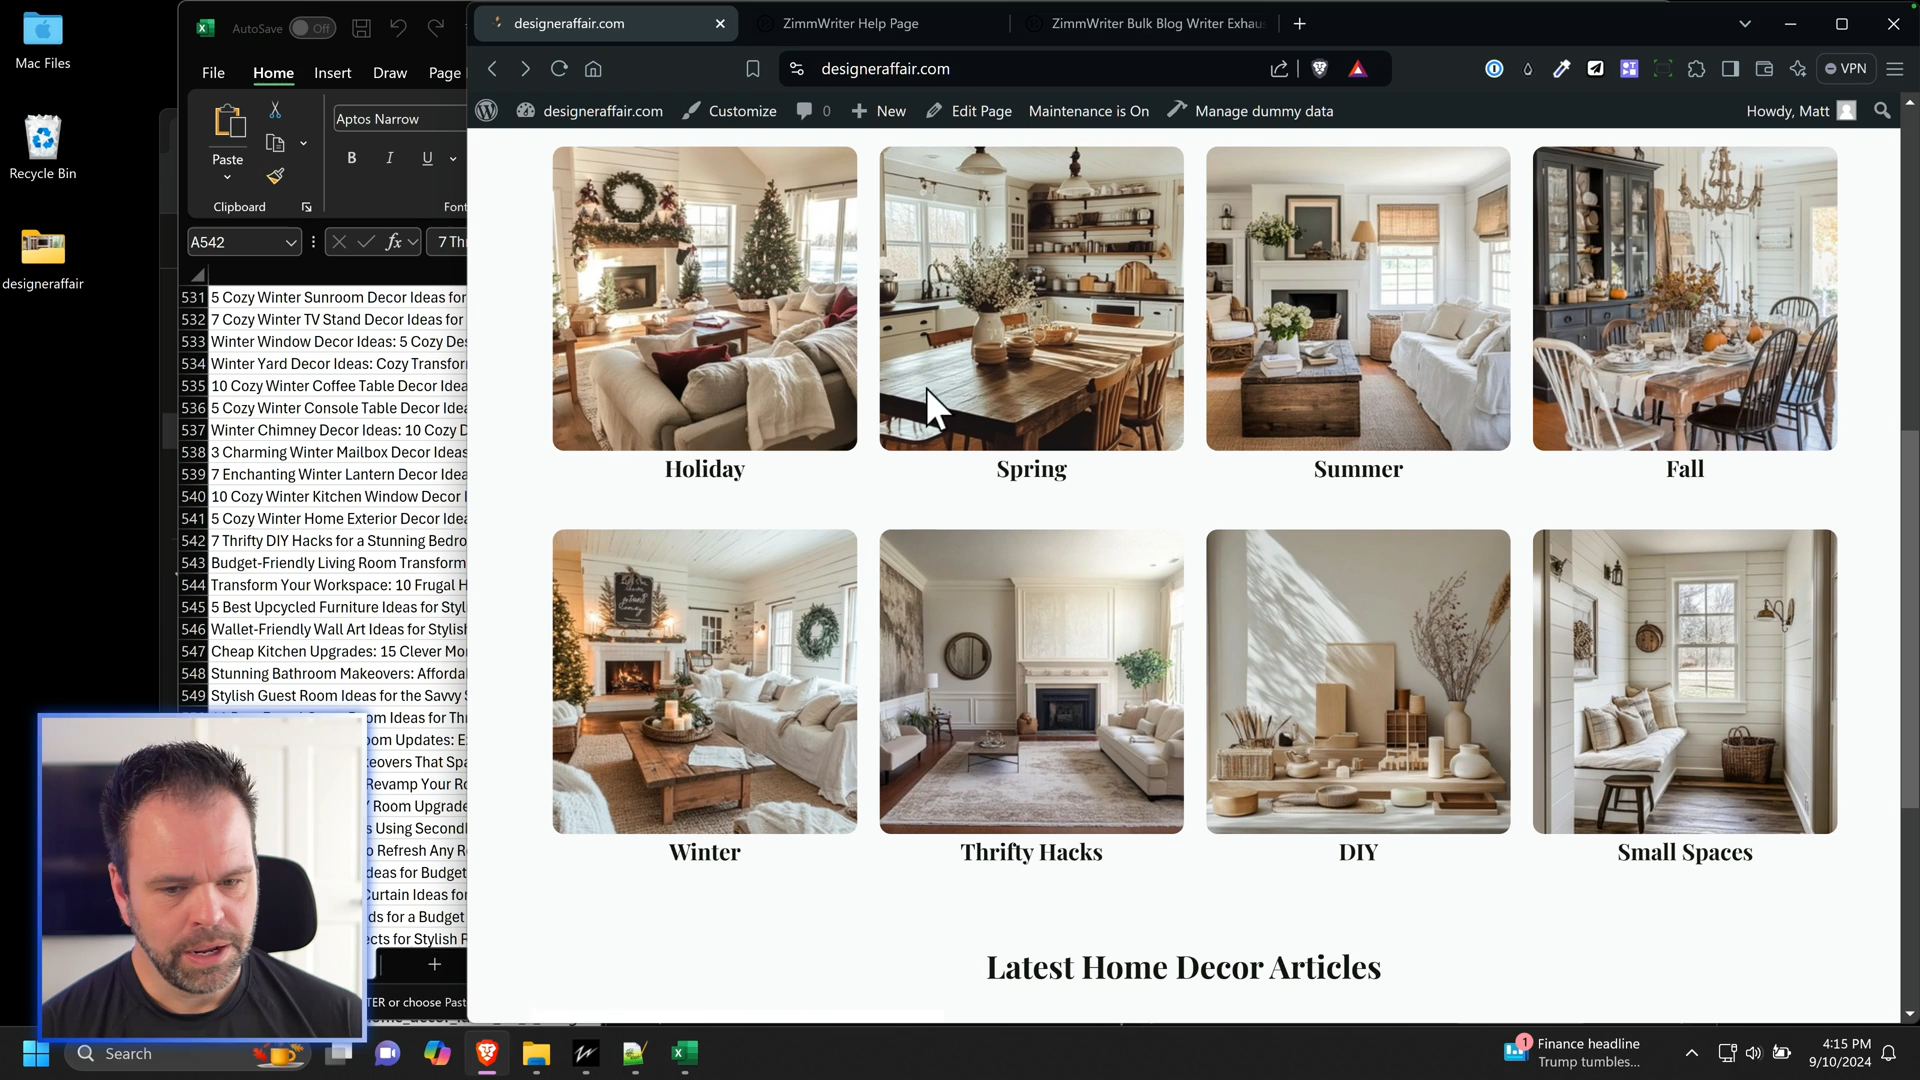 Mac Files
Recycle Bin
designeraffair
AutoSave Off
File Home Insert Draw Page
Paste
Clipboard
Aptos Narrow
B I U
Font
A542
fx
7 Th
531 5 Cozy Winter Sunroom Decor Ideas for
532 7 Cozy Winter TV Stand Decor Ideas for
533 Winter Window Decor Ideas: 5 Cozy Des
534 Winter Yard Decor Ideas: Cozy Transfor
535 10 Cozy Winter Coffee Table Decor Idea
536 5 Cozy Winter Console Table Decor Idea
537 Winter Chimney Decor Ideas: 10 Cozy D
538 3 Charming Winter Mailbox Decor Ideas
539 7 Enchanting Winter Lantern Decor Idea
540 10 Cozy Winter Kitchen Window Decor I
541 5 Cozy Winter Home Exterior Decor Idea
542 7 Thrifty DIY Hacks for a Stunning Bedro
543 Budget-Friendly Living Room Transform
544 Transform Your Workspace: 10 Frugal H
545 5 Best Upcycled Furniture Ideas for Styl
546 Wallet-Friendly Wall Art Ideas for Stylish
547 Cheap Kitchen Upgrades: 15 Clever Mo
548 Stunning Bathroom Makeovers: Afforda
549 Stylish Guest Room Ideas for the Savvy S
oom Ideas for Thr
oom Updates: E
keovers That Spa
Revamp Your Ro
Y Room Upgrade
s Using Secondh
o Refresh Any R
deas for Budget
Curtain Ideas for
ds for a Budget
ects for Stylish R
TER or choose Past
designeraffair.com ZimmWriter Help Page ZimmWriter Bulk Blog Writer Exhau
designeraffair.com
VPN
designeraffair.com Customize 0 New Edit Page Maintenance is On Manage dummy data Howdy, Matt
Holiday Spring Summer Fall
Winter Thrifty Hacks DIY Small Spaces
Latest Home Decor Articles
Search
1
Finance headline
Trump tumbles...
4:15 PM
9/10/2024